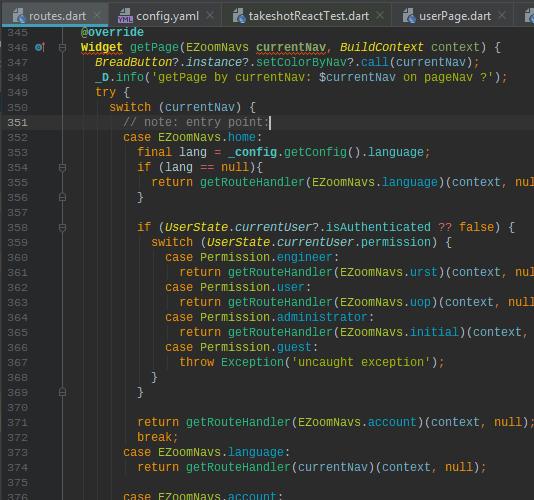 routes.dart config.yaml takeshotReactTest.dart userPage.dart
345 @override
346 Widget getPage(EZoomNavs currentNav, BuildContext context) {
347 BreadButton?.instance?.setColorByNav?.call(currentNav);
348 _D.info('getPage by currentNav: $currentNav on pageNav ?');
349 try {
350 switch (currentNav) {
351 // note: entry point:
352 case EZoomNavs.home:
353 final lang = _config.getConfig().language;
354 if (lang == null){
355 return getRouteHandler(EZoomNavs.language)(context, nul
356 }
357
358 if (UserState.currentUser?.isAuthenticated ?? false) {
359 switch (UserState.currentUser.permission) {
360 case Permission.engineer:
361 return getRouteHandler(EZoomNavs.urst)(context, nul
362 case Permission.user:
363 return getRouteHandler(EZoomNavs.uop)(context, null
364 case Permission.administrator:
365 return getRouteHandler(EZoomNavs.initial)(context,
366 case Permission.guest:
367 throw Exception('uncaught exception');
368 }
369 }
370
371 return getRouteHandler(EZoomNavs.account)(context, null);
372 break;
373 case EZoomNavs.language:
374 return getRouteHandler(currentNav)(context, null);
375
376 case EZoomNavs.account: